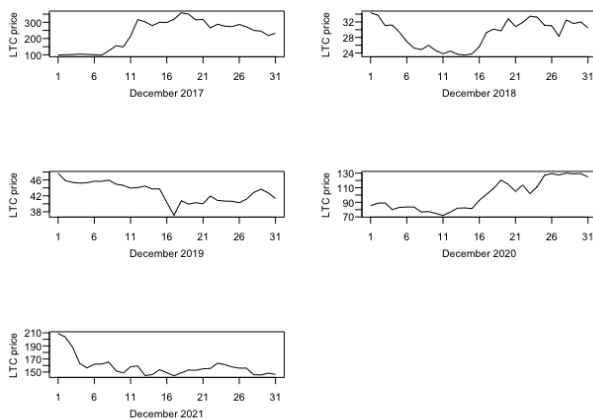 LTC price
300
200
100
1 6 11 16 21 26 31
December 2017
LTC price
32
28
24
1 6 11 16 21 26 31
December 2018
LTC price
46
42
38
1 6 11 16 21 26 31
December 2019
LTC price
130
110
90
70
1 6 11 16 21 26 31
December 2020
LTC price
210
190
170
150
1 6 11 16 21 26 31
December 2021